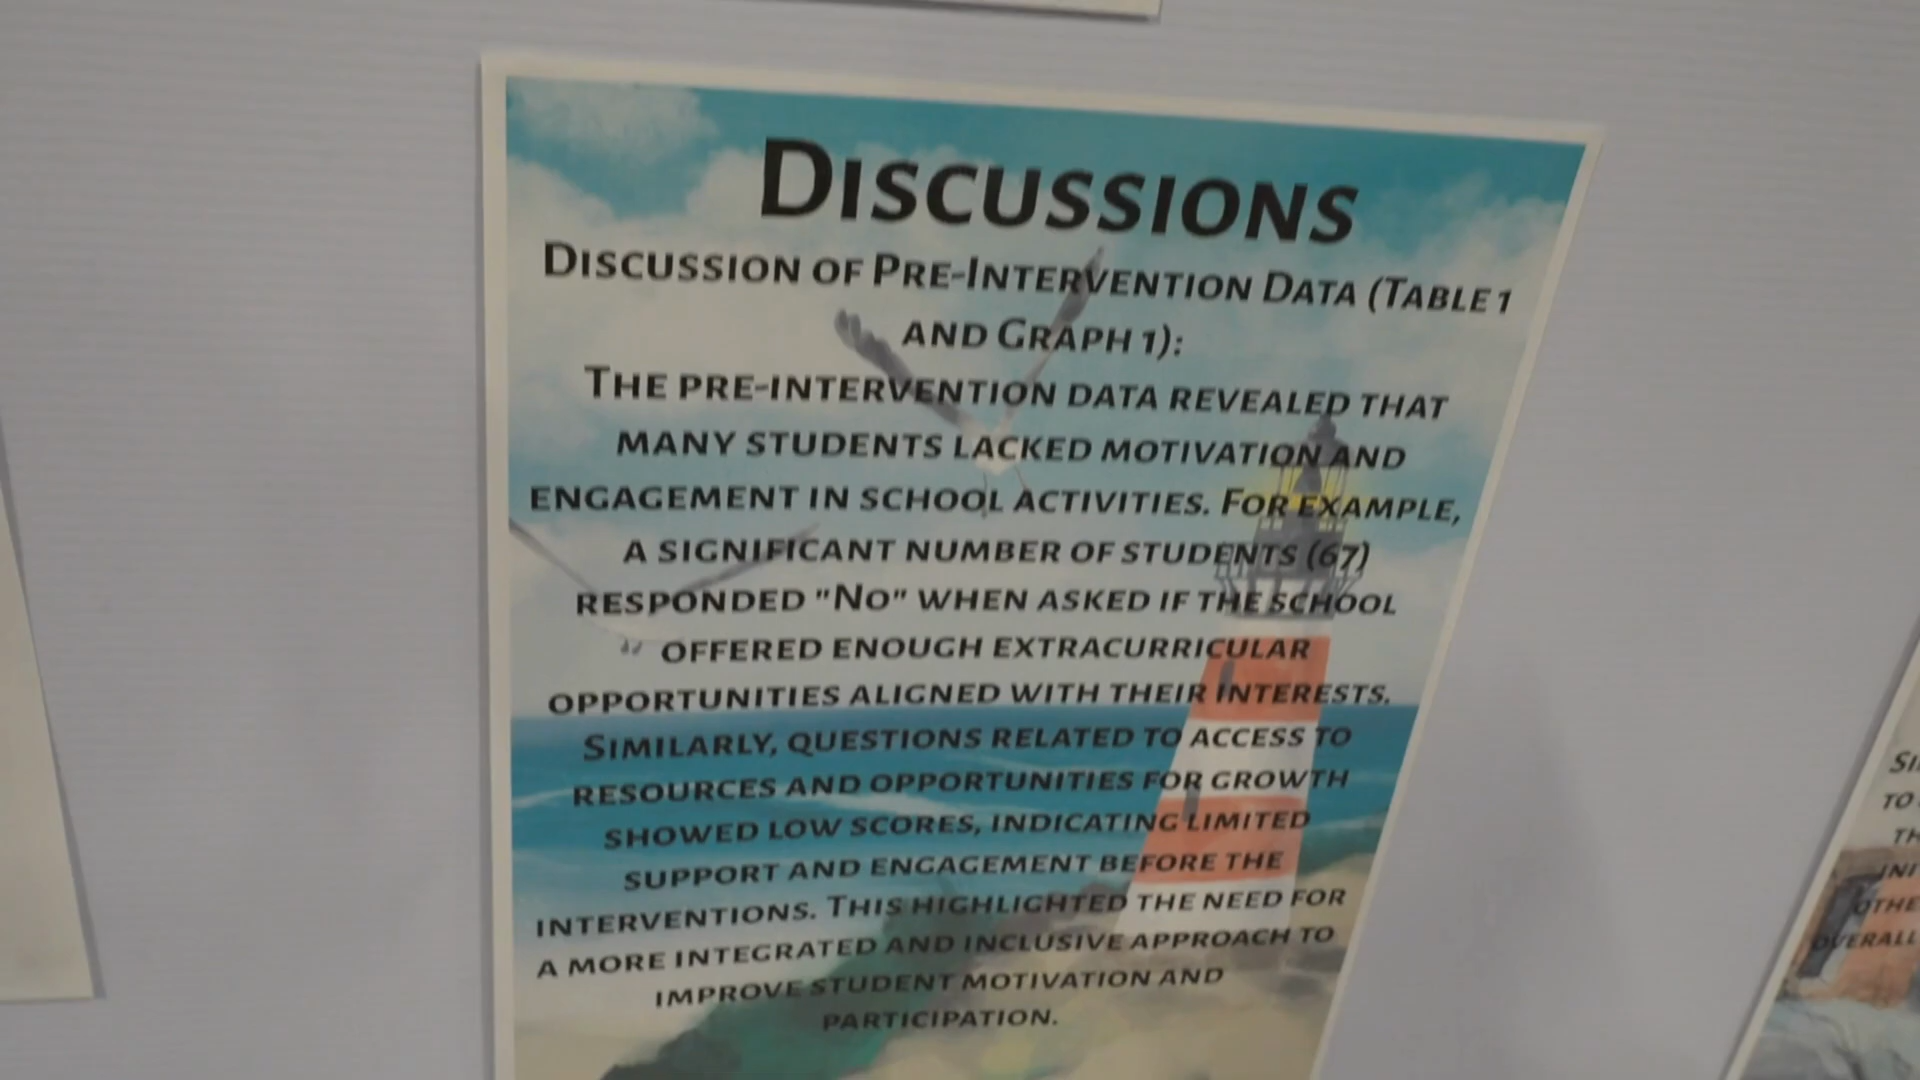 DISCUSSIONS
DISCUSSION OF PRE-INTERVENTION DATA (TABLE 1
AND GRAPH 1):
THE PRE-INTERVENTION DATA REVEALED THAT
MANY STUDENTS LACKED MOTIVATION AND
ENGAGEMENT IN SCHOOL ACTIVITIES. FOR EXAMPLE,
A SIGNIFICANT NUMBER OF STUDENTS (67)
RESPONDED "NO" WHEN ASKED IF THE SCHOOL
OFFERED ENOUGH EXTRACURRICULAR
OPPORTUNITIES ALIGNED WITH THEIR INTERESTS.
SIMILARLY, QUESTIONS RELATED TO ACCESS TO
RESOURCES AND OPPORTUNITIES FOR GROWTH
SHOWED LOW SCORES, INDICATING LIMITED
SUPPORT AND ENGAGEMENT BEFORE THE
INTERVENTIONS. THIS HIGHLIGHTED THE NEED FOR
A MORE INTEGRATED AND INCLUSIVE APPROACH TO
IMPROVE STUDENT MOTIVATION AND
PARTICIPATION.
TO
OVERALL